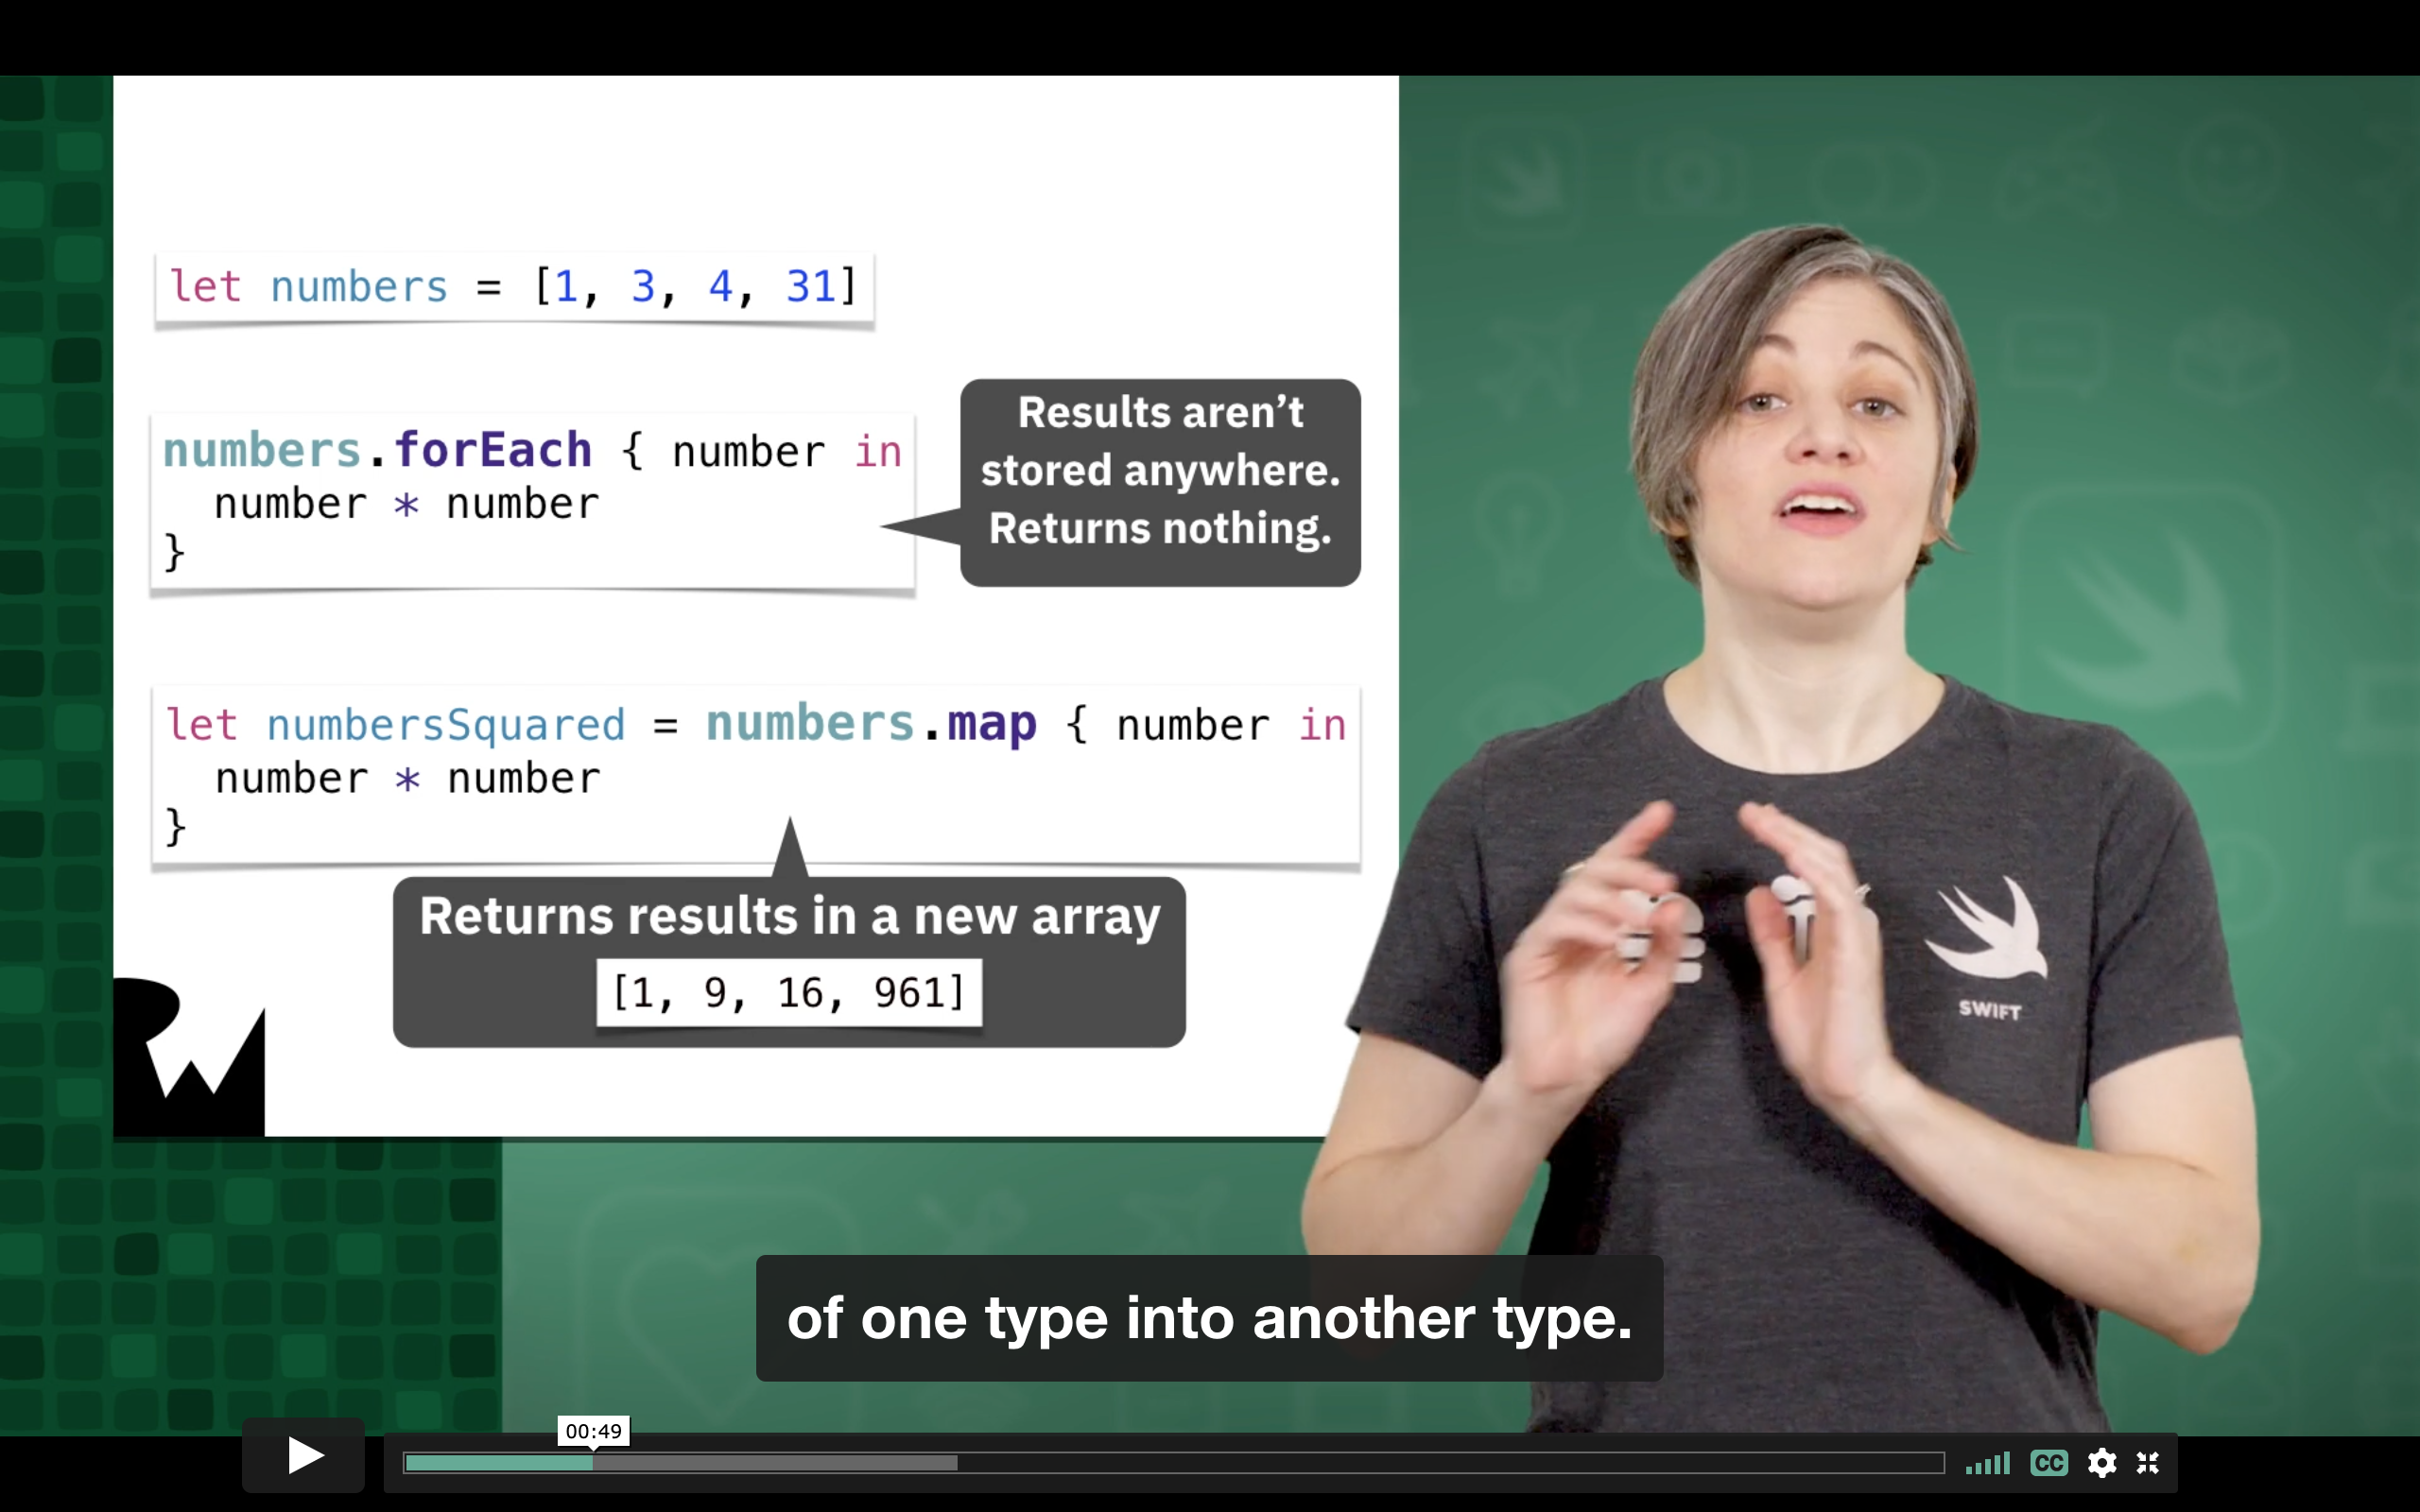 let numbers = [1, 3, 4, 31]
numbers.forEach { number in
number * number
}
Results aren’t
stored anywhere.
Returns nothing.
let numbersSquared = numbers.map { number in
number * number
}
Returns results in a new array
[1, 9, 16, 961]
SWIFT
of one type into another type.
00:49
CC